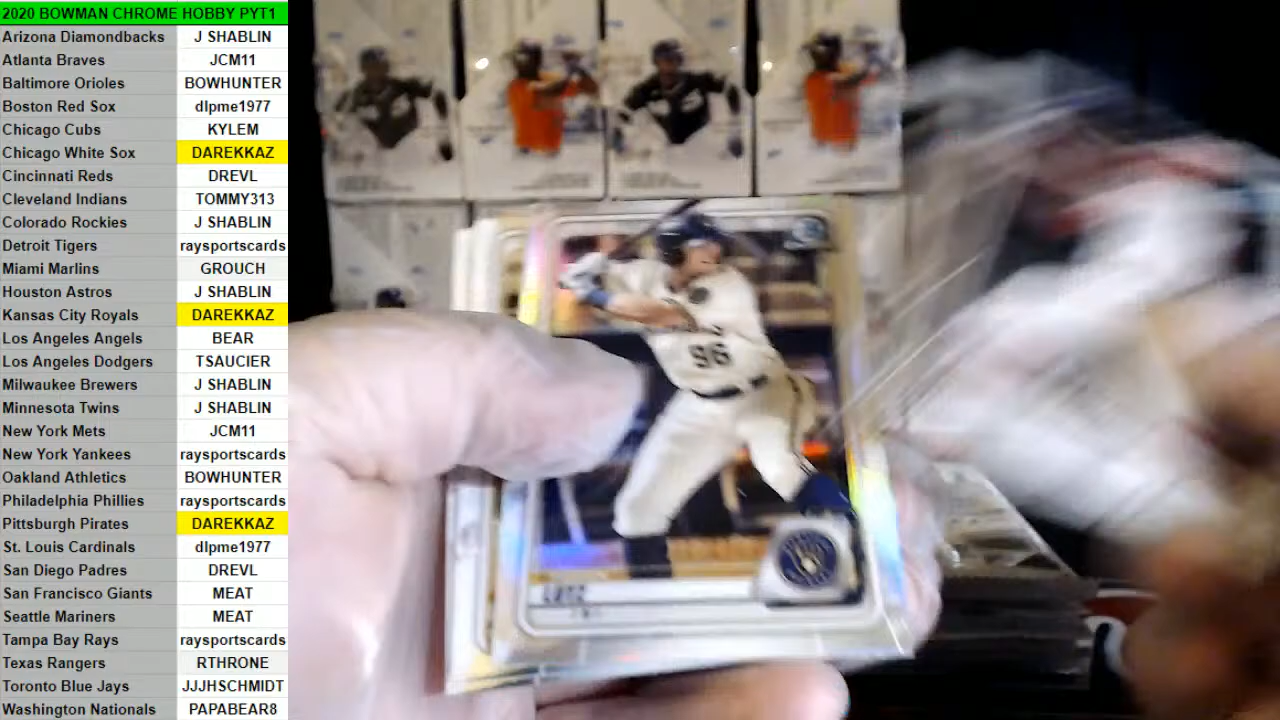 2020 BOWMAN CHROME HOBBY PYT1
Arizona Diamondbacks J SHABLIN
Atlanta Braves JCM11
Baltimore Orioles BOWHUNTER
Boston Red Sox dlpme1977
Chicago Cubs KYLEM
Chicago White Sox DAREKKAZ
Cincinnati Reds DREVL
Cleveland Indians TOMMY313
Colorado Rockies J SHABLIN
Detroit Tigers raysportscards
Miami Marlins GROUCH
Houston Astros J SHABLIN
Kansas City Royals DAREKKAZ
Los Angeles Angels BEAR
Los Angeles Dodgers TSAUCIER
Milwaukee Brewers J SHABLIN
Minnesota Twins J SHABLIN
New York Mets JCM11
New York Yankees raysportscards
Oakland Athletics BOWHUNTER
Philadelphia Phillies raysportscards
Pittsburgh Pirates DAREKKAZ
St. Louis Cardinals dlpme1977
San Diego Padres DREVL
San Francisco Giants MEAT
Seattle Mariners MEAT
Tampa Bay Rays raysportscards
Texas Rangers RTHRONE
Toronto Blue Jays JJJHSCHMIDT
Washington Nationals PAPABEAR8
96